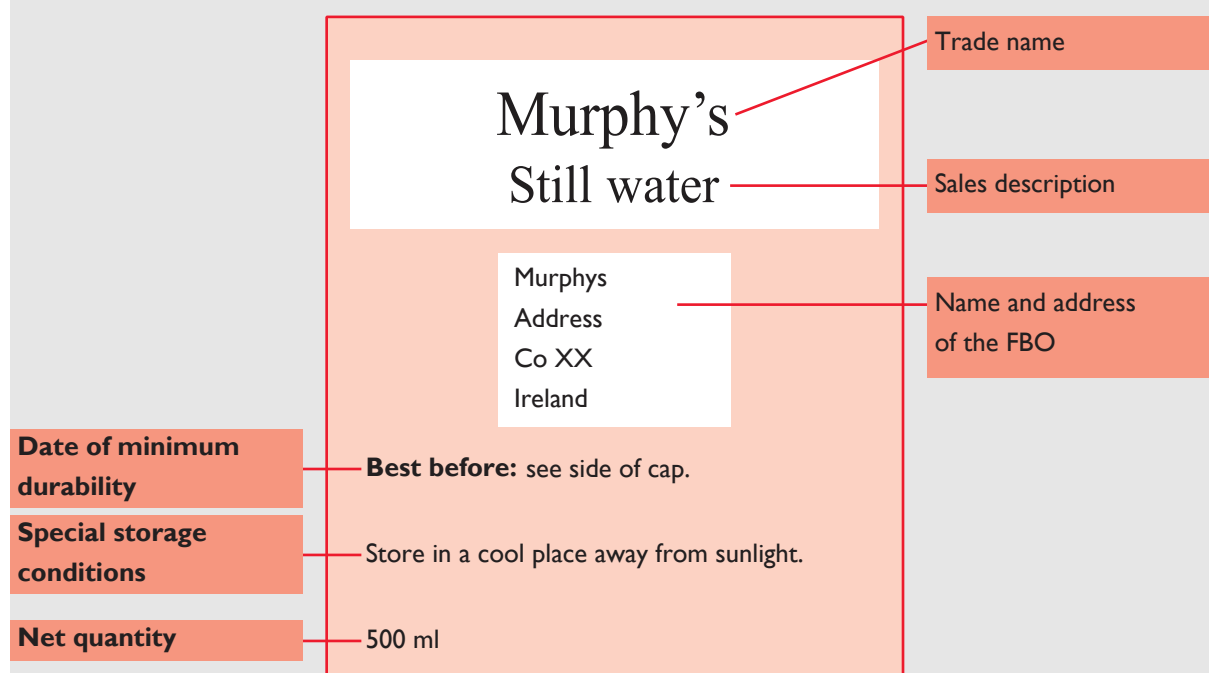 Trade name
Murphy’s
Still water
Sales description
Murphys
Address
Co XX
Ireland
Name and address
of the FBO
Date of minimum
durability
Best before: see side of cap.
Special storage
conditions
Store in a cool place away from sunlight.
Net quantity
500 ml